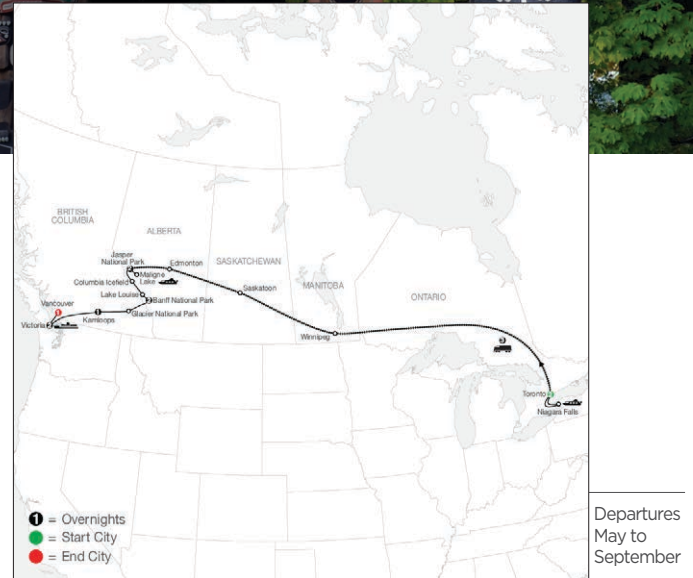 BRITISH
COLUMBIA
ALBERTA
SASKATCHEWAN
MANITOBA
ONTARIO
Jasper
National Park
Edmonton
Maligne
Lake
Columbia Icefield
Saskatoon
Lake Louise
Banff National Park
Vancouver
1
Kamloops
Glacier National Park
Victoria
Winnipeg
Toronto
Niagara Falls
1 = Overnights
= Start City
= End City
Departures
May to
September